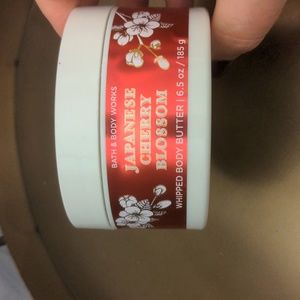 BATH & BODY WORKS
JAPANESE
CHERRY
BLOSSOM
WHIPPED BODY BUTTER | 6.5 oz / 185 g